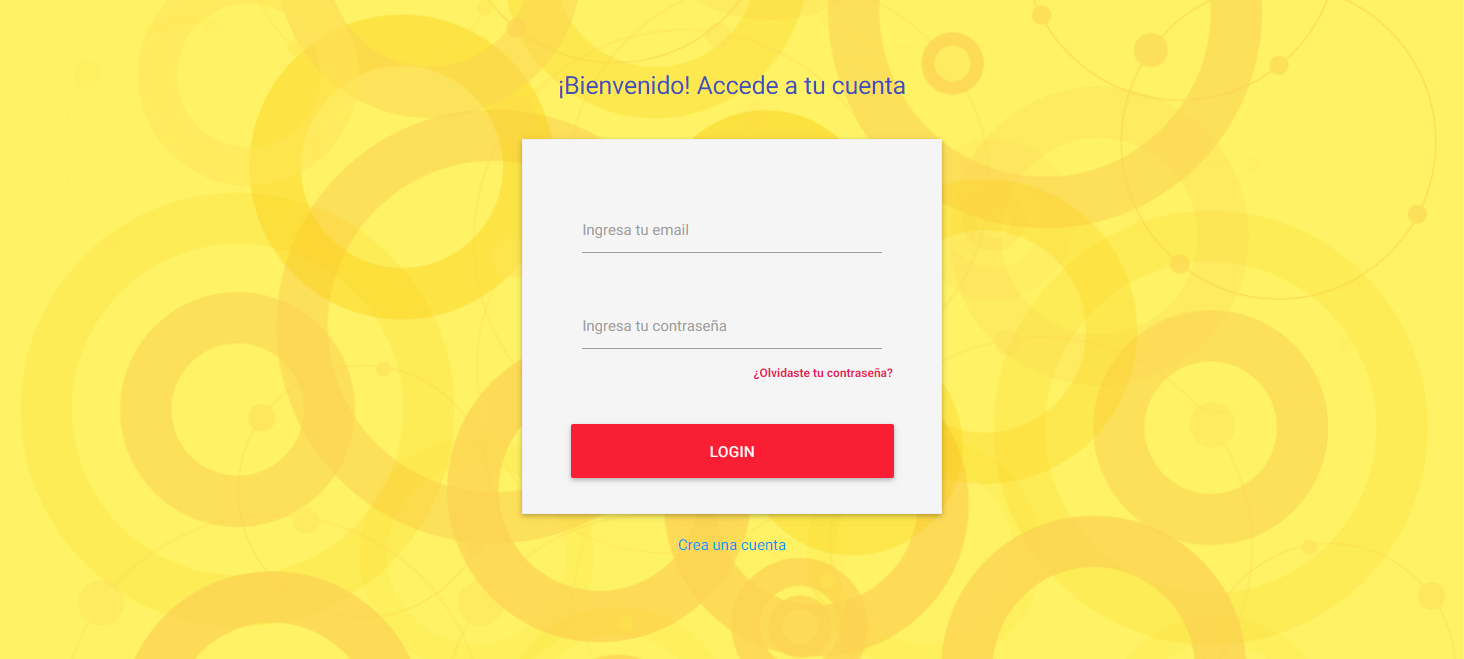 ¡Bienvenido! Accede a tu cuenta
Ingresa tu email
Ingresa tu contraseña
¿Olvidaste tu contraseña?
LOGIN
Crea una cuenta